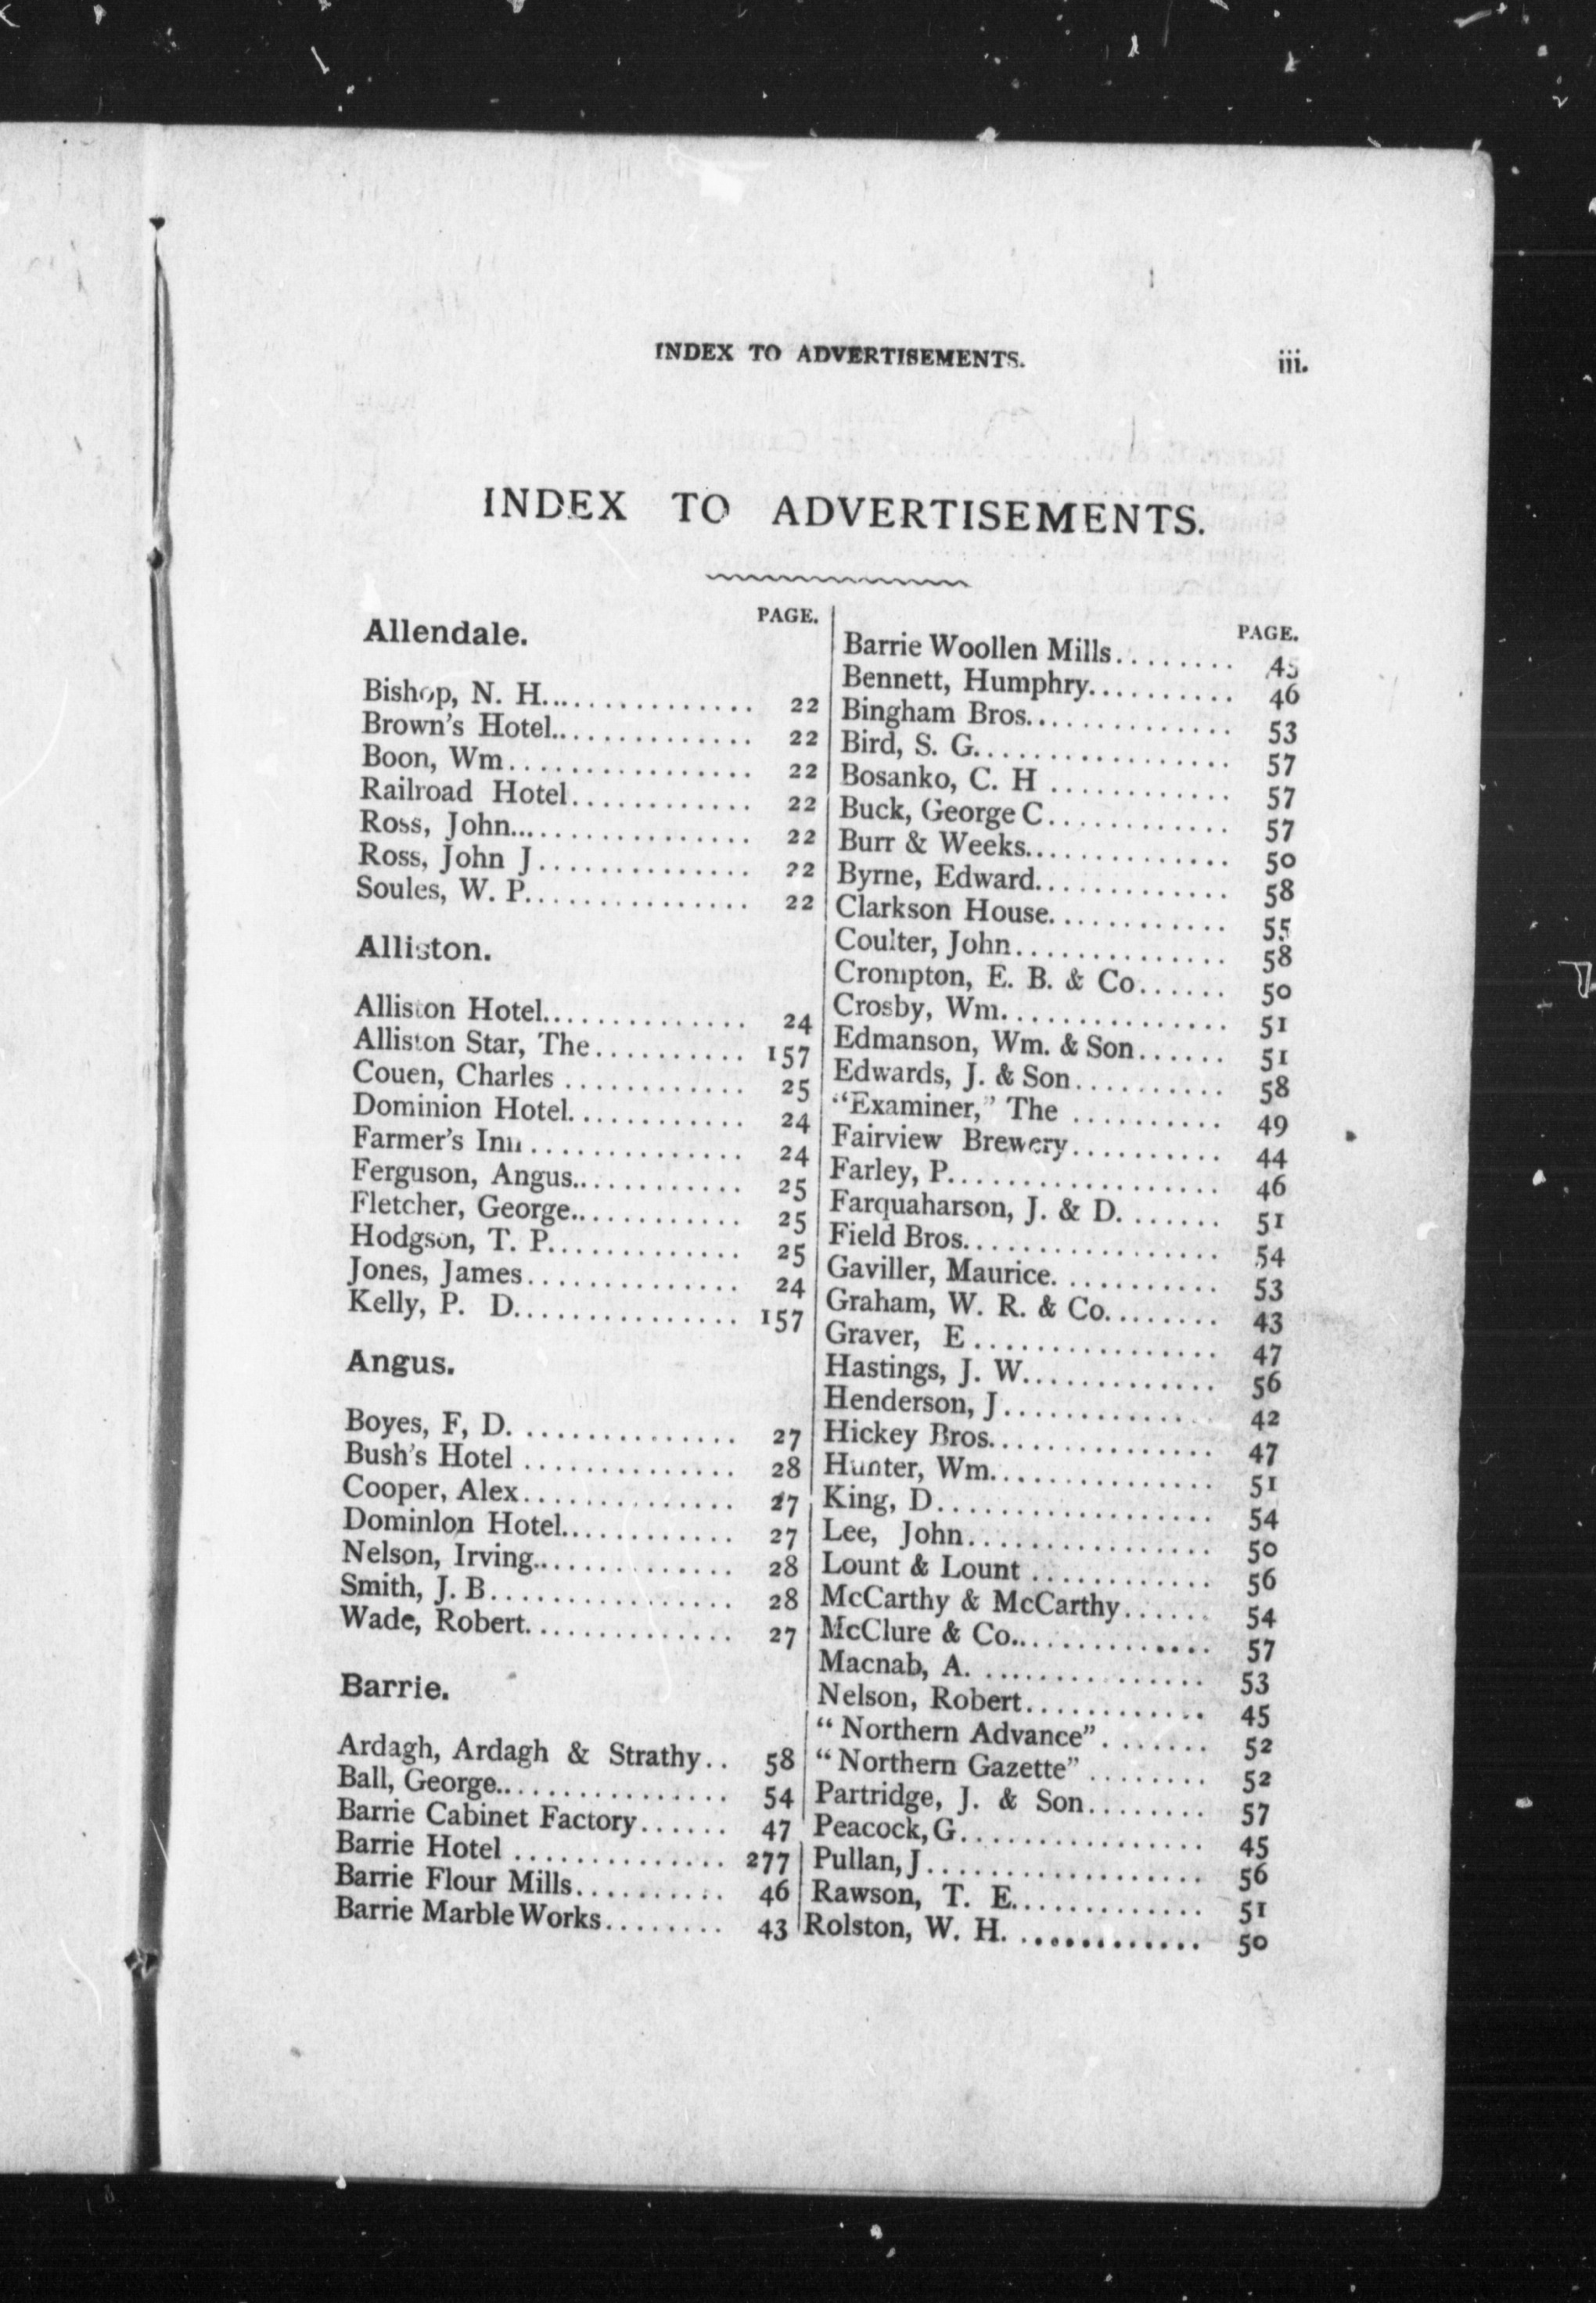 INDEX TO ADVERTISEMENTS. iii.
INDEX TO ADVERTISEMENTS.
PAGE.
Allendale.
Bishop, N. H. 22
Brown's Hotel 22
Boon, Wm 22
Railroad Hotel 22
Ross, John 22
Ross, John J 22
Soules, W. P. 22
Alliston.
Alliston Hotel 24
Alliston Star, The 157
Couen, Charles 25
Dominion Hotel 24
Farmer's Inn 24
Ferguson, Angus 25
Fletcher, George 25
Hodgson, T. P. 25
Jones, James 24
Kelly, P. D. 157
Angus.
Boyes, F, D. 27
Bush's Hotel 28
Cooper, Alex 27
Dominlon Hotel 27
Nelson, Irving 28
Smith, J. B 28
Wade, Robert 27
Barrie.
Ardagh, Ardagh & Strathy 58
Ball, George 54
Barrie Cabinet Factory 47
Barrie Hotel 277
Barrie Flour Mills 46
Barrie Marble Works 43
PAGE.
Barrie Woollen Mills 45
Bennett, Humphry 46
Bingham Bros. 53
Bird, S. G. 57
Bosanko, C. H 57
Buck, George C 57
Burr & Weeks 50
Byrne, Edward 58
Clarkson House 55
Coulter, John 58
Crompton, E. B. & Co 50
Crosby, Wm. 51
Edmanson, Wm. & Son 51
Edwards, J. & Son 58
"Examiner," The 49
Fairview Brewery 44
Farley, P. 46
Farquaharson, J. & D. 51
Field Bros. 54
Gaviller, Maurice 53
Graham, W. R. & Co. 43
Graver, E 47
Hastings, J. W. 56
Henderson, J 42
Hickey Bros. 47
Hunter, Wm. 51
King, D 54
Lee, John 50
Lount & Lount 56
McCarthy & McCarthy 54
McClure & Co. 57
Macnab, A. 53
Nelson, Robert 45
"Northern Advance" 52
"Northern Gazette" 52
Partridge, J. & Son 57
Peacock, G 45
Pullan, J 56
Rawson, T. E. 51
Rolston, W. H. 50